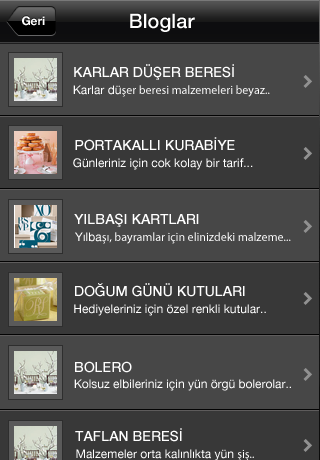 Geri
Bloglar
KARLAR DÜŞER BERESİ
Karlar düşer beresi malzemeleri beyaz..
PORTAKALLI KURABİYE
Günleriniz için cok kolay bir tarif...
YILBAŞI KARTLARI
Yılbaşı, bayramlar için elinizdeki malzeme...
DOĞUM GÜNÜ KUTULARI
Hediyeleriniz için özel renkli kutular..
BOLERO
Kolsuz elbileriniz için yün örgü bolerolar..
TAFLAN BERESİ
Malzemeler orta kalınlıkta yün şiş..